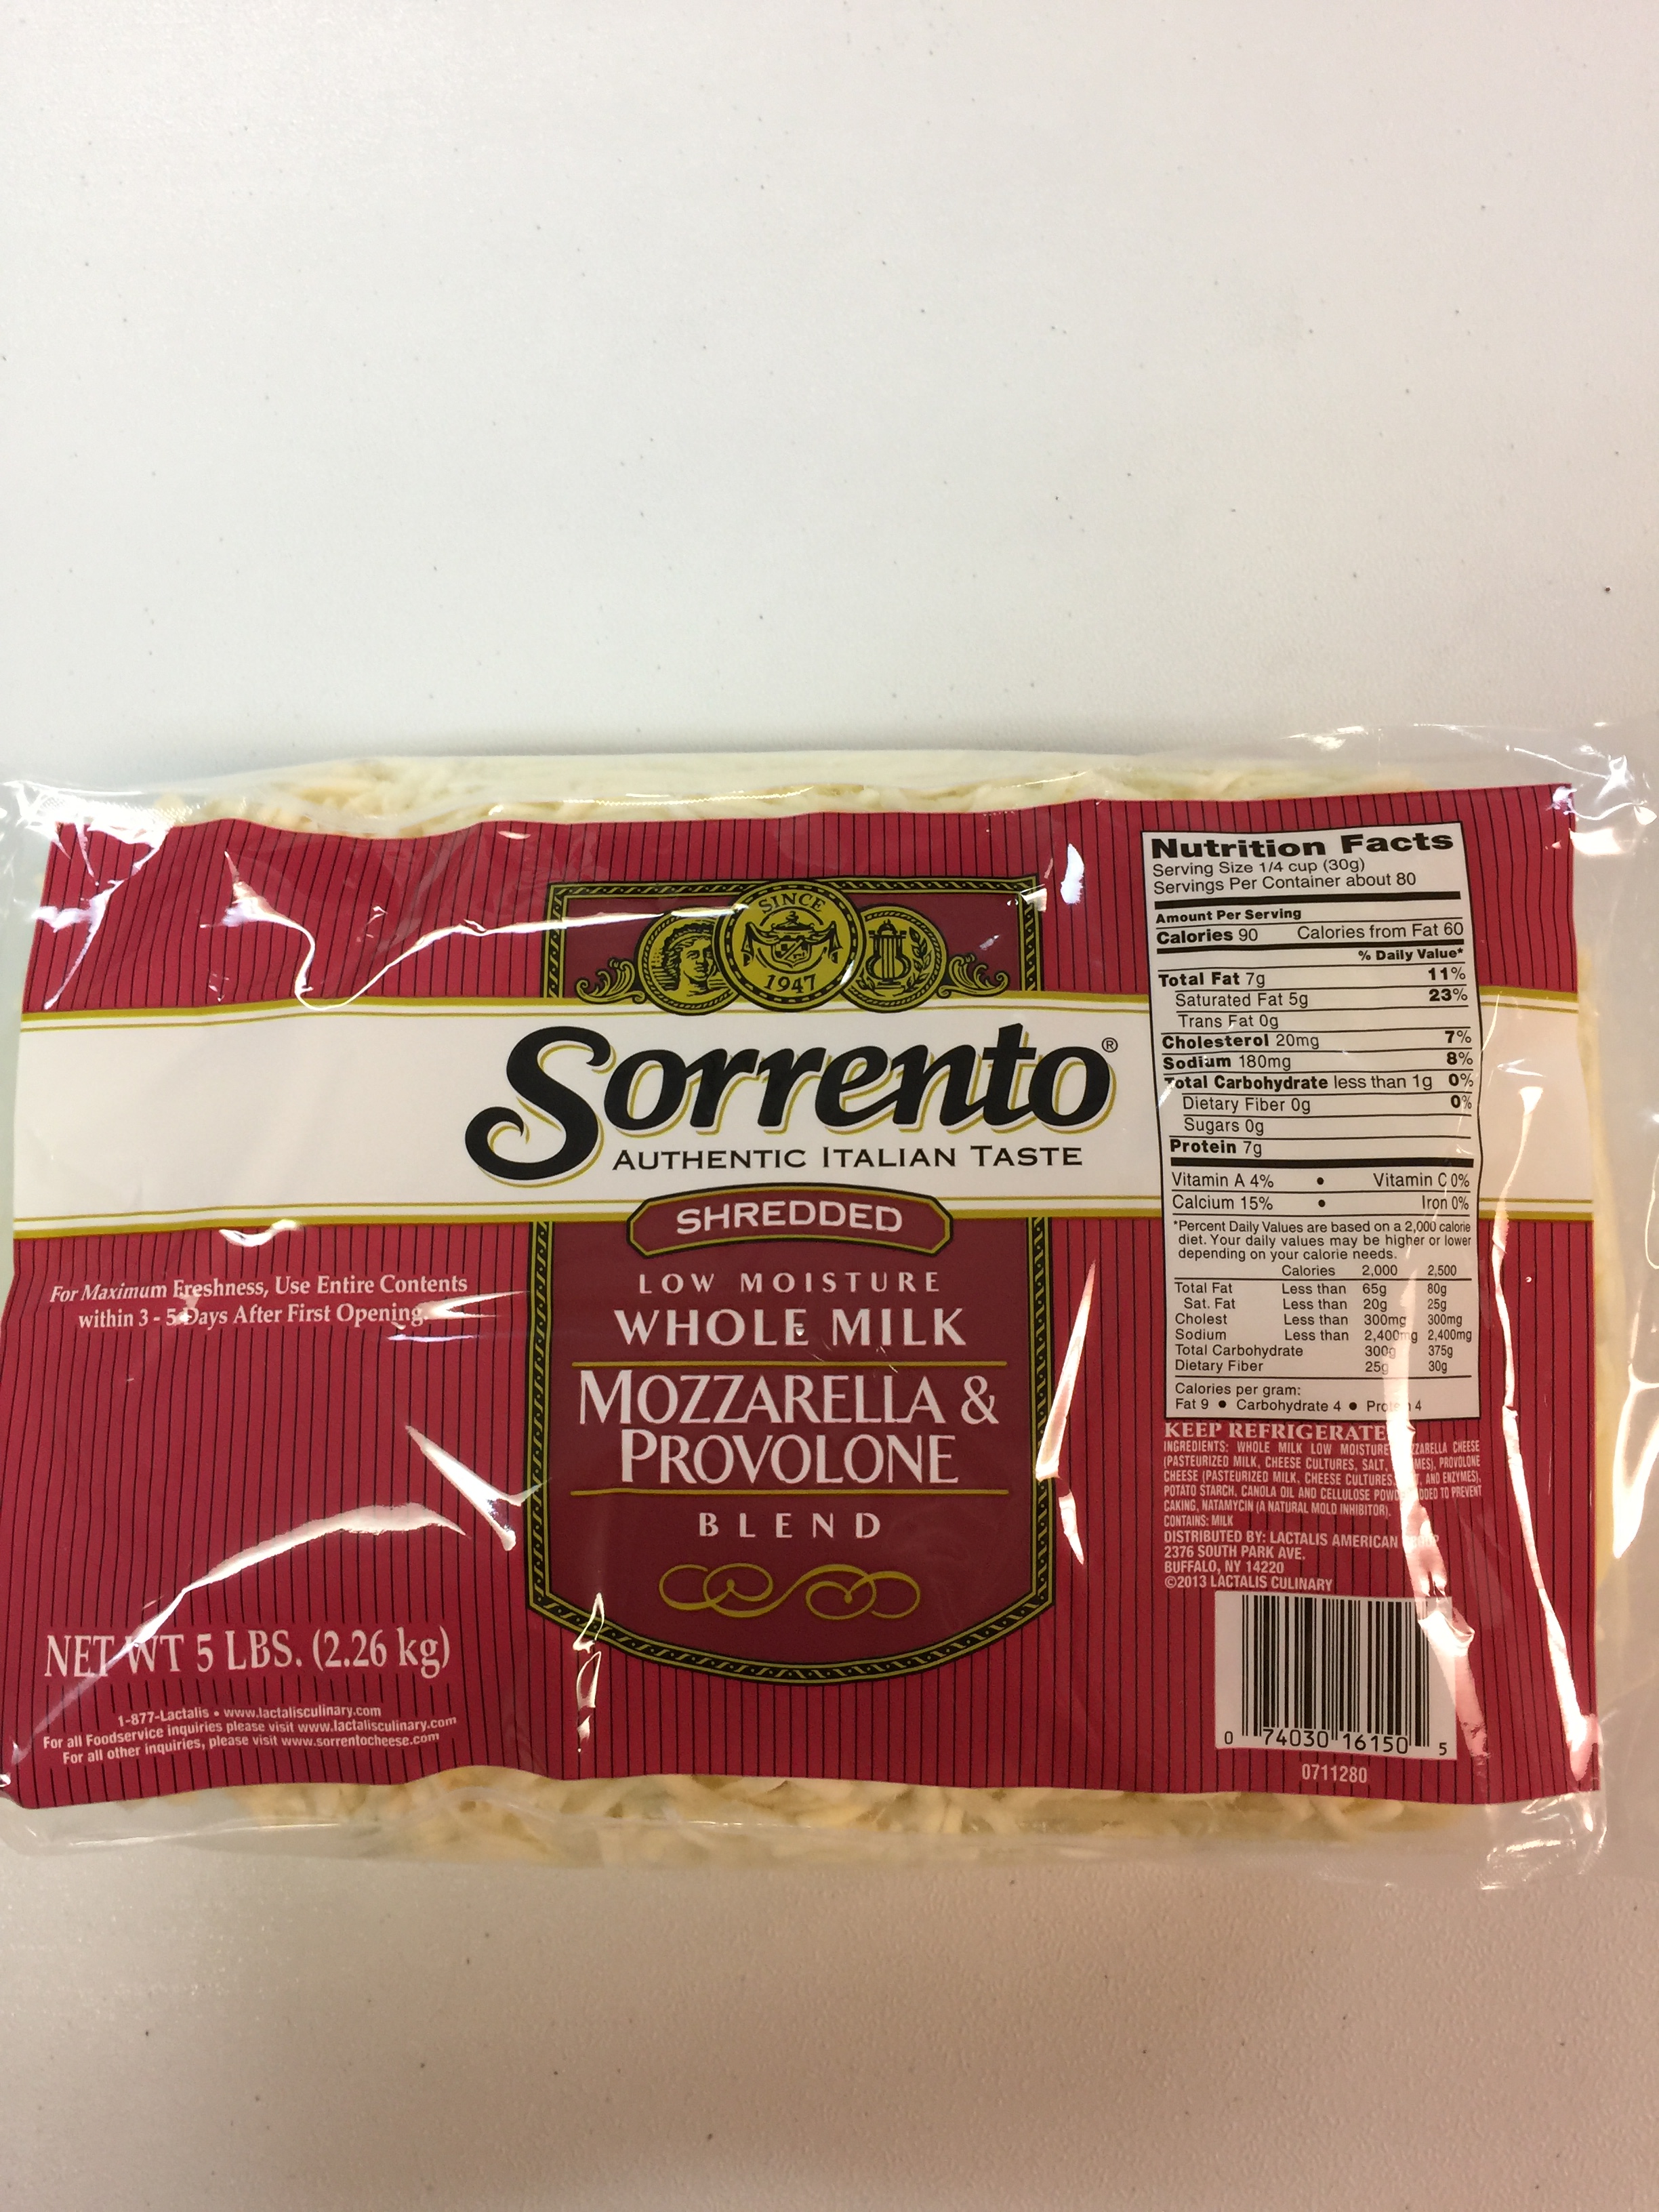 SINCE
1947
Sorrento®
AUTHENTIC ITALIAN TASTE
SHREDDED
LOW MOISTURE
WHOLE MILK
MOZZARELLA &
PROVOLONE
BLEND
For Maximum Freshness, Use Entire Contents
within 3 - 5 Days After First Opening.
NET WT 5 LBS. (2.26 kg)
1-877-Lactalis • www.lactalisculinary.com
For all Foodservice inquiries please visit www.lactalisculinary.com
For all other inquiries, please visit www.sorrentocheese.com
Nutrition Facts
Serving Size 1/4 cup (30g)
Servings Per Container about 80
Amount Per Serving
Calories 90 Calories from Fat 60
% Daily Value*
Total Fat 7g 11%
Saturated Fat 5g 23%
Trans Fat 0g
Cholesterol 20mg 7%
Sodium 180mg 8%
Total Carbohydrate less than 1g 0%
Dietary Fiber 0g 0%
Sugars 0g
Protein 7g
Vitamin A 4% • Vitamin C 0%
Calcium 15% • Iron 0%
*Percent Daily Values are based on a 2,000 calorie
diet. Your daily values may be higher or lower
depending on your calorie needs.
Calories 2,000 2,500
Total Fat Less than 65g 80g
Sat. Fat Less than 20g 25g
Cholest Less than 300mg 300mg
Sodium Less than 2,400mg 2,400mg
Total Carbohydrate 300g 375g
Dietary Fiber 25g 30g
Calories per gram:
Fat 9 • Carbohydrate 4 • Protein 4
KEEP REFRIGERATE
INGREDIENTS: WHOLE MILK LOW MOISTURE CHEESE
(PASTEURIZED MILK, CHEESE CULTURES, SALT, PROVOLONE
CHEESE (PASTEURIZED MILK, CHEESE CULTURES, AND ENZYMES),
POTATO STARCH, CANOLA OIL AND CELLULOSE TO PREVENT
CAKING, NATAMYCIN (A NATURAL MOLD INHIBITOR).
CONTAINS: MILK
DISTRIBUTED BY: LACTALIS AMERICAN
2376 SOUTH PARK AVE.
BUFFALO, NY 14220
©2013 LACTALIS CULINARY
0 74030 16150 5
0711280